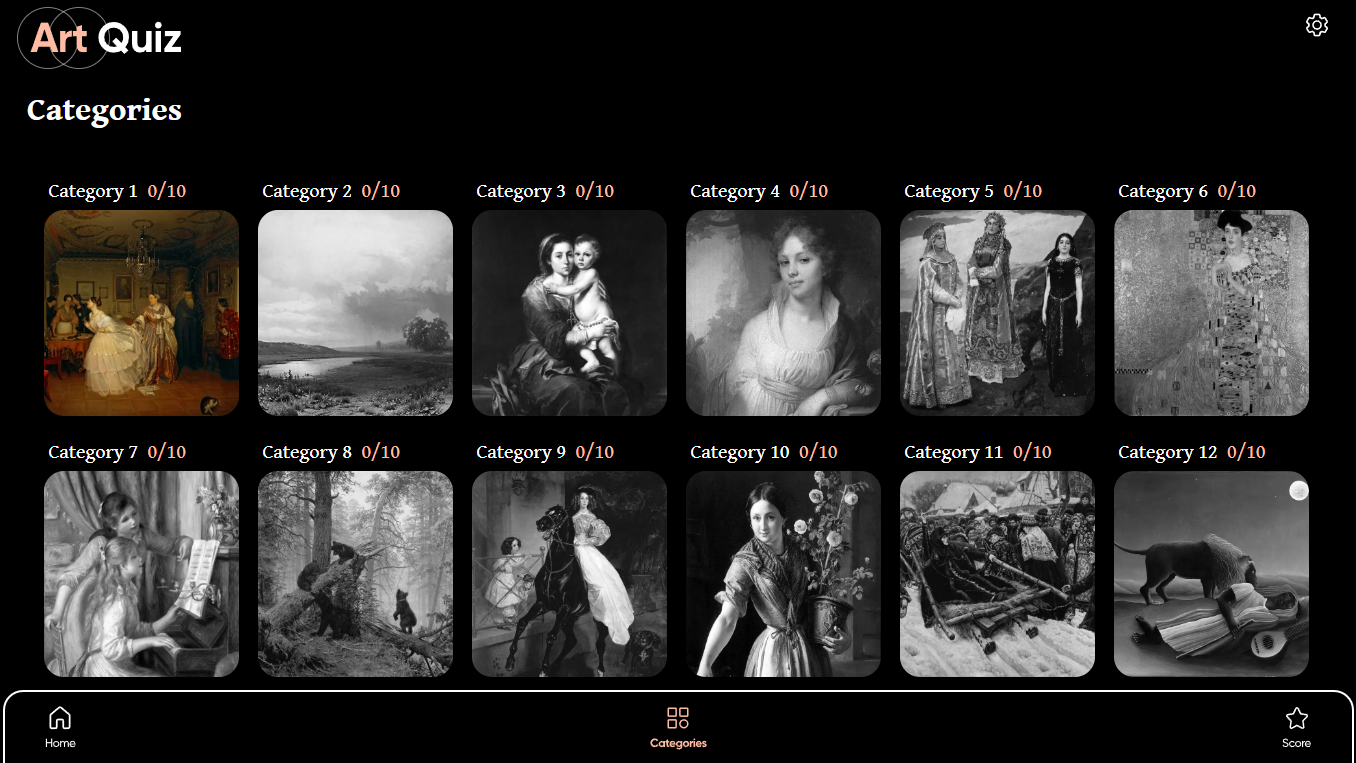 Art Quiz
Categories
Category 1 0/10
Category 2 0/10
Category 3 0/10
Category 4 0/10
Category 5 0/10
Category 6 0/10
Category 7 0/10
Category 8 0/10
Category 9 0/10
Category 10 0/10
Category 11 0/10
Category 12 0/10
Home
Categories
Score